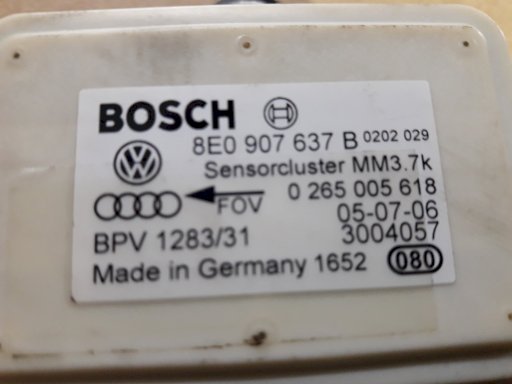 BOSCH
8E0 907 637 B 0202 029
Sensorcluster MM3.7k
0 265 005 618
FOV
05-07-06
BPV 1283/31 3004057
Made in Germany 1652 080